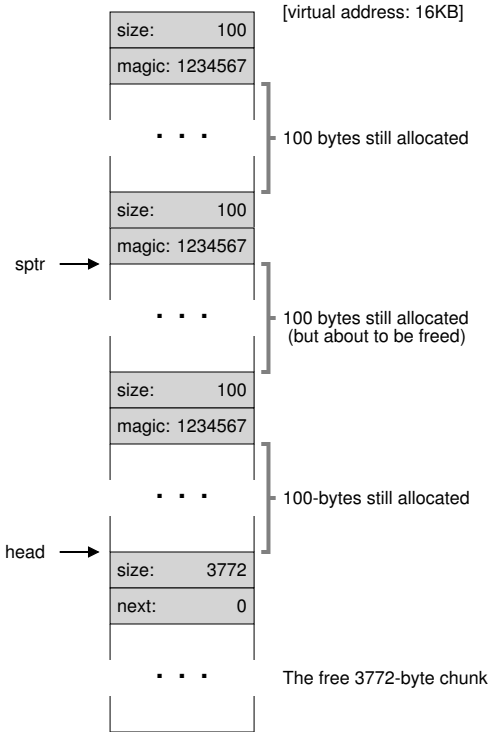 [virtual address: 16KB]
size: 100
magic: 1234567
. . .
100 bytes still allocated
size: 100
magic: 1234567
sptr
. . .
100 bytes still allocated
(but about to be freed)
size: 100
magic: 1234567
. . .
100-bytes still allocated
head
size: 3772
next: 0
. . .
The free 3772-byte chunk